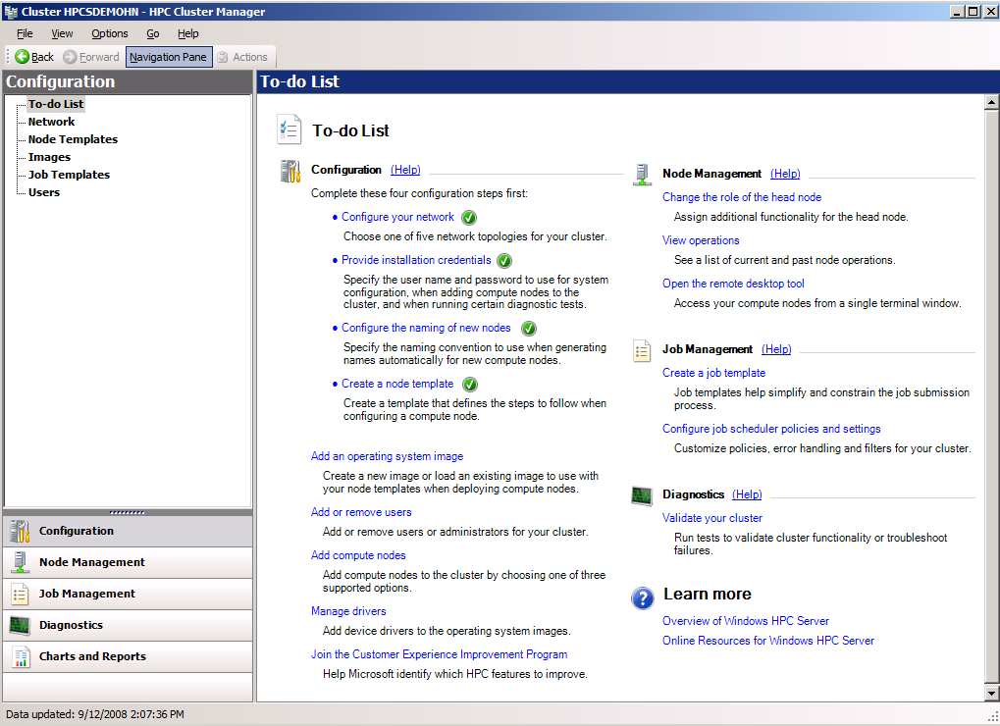 Cluster HPCSDEMOHN - HPC Cluster Manager
File View Options Go Help
Back Forward Navigation Pane Actions
Configuration
To-do List
Network
Node Templates
Images
Job Templates
Users
Configuration
Node Management
Job Management
Diagnostics
Charts and Reports
To-do List
To-do List
Configuration (Help)
Complete these four configuration steps first:
• Configure your network
Choose one of five network topologies for your cluster.
• Provide installation credentials
Specify the user name and password to use for system
configuration, when adding compute nodes to the
cluster, and when running certain diagnostic tests.
• Configure the naming of new nodes
Specify the naming convention to use when generating
names automatically for new compute nodes.
• Create a node template
Create a template that defines the steps to follow when
configuring a compute node.
Add an operating system image
Create a new image or load an existing image to use with
your node templates when deploying compute nodes.
Add or remove users
Add or remove users or administrators for your cluster.
Add compute nodes
Add compute nodes to the cluster by choosing one of three
supported options.
Manage drivers
Add device drivers to the operating system images.
Join the Customer Experience Improvement Program
Help Microsoft identify which HPC features to improve.
Node Management (Help)
Change the role of the head node
Assign additional functionality for the head node.
View operations
See a list of current and past node operations.
Open the remote desktop tool
Access your compute nodes from a single terminal window.
Job Management (Help)
Create a job template
Job templates help simplify and constrain the job submission
process.
Configure job scheduler policies and settings
Customize policies, error handling and filters for your cluster.
Diagnostics (Help)
Validate your cluster
Run tests to validate cluster functionality or troubleshoot
failures.
? Learn more
Overview of Windows HPC Server
Online Resources for Windows HPC Server
Data updated: 9/12/2008 2:07:36 PM